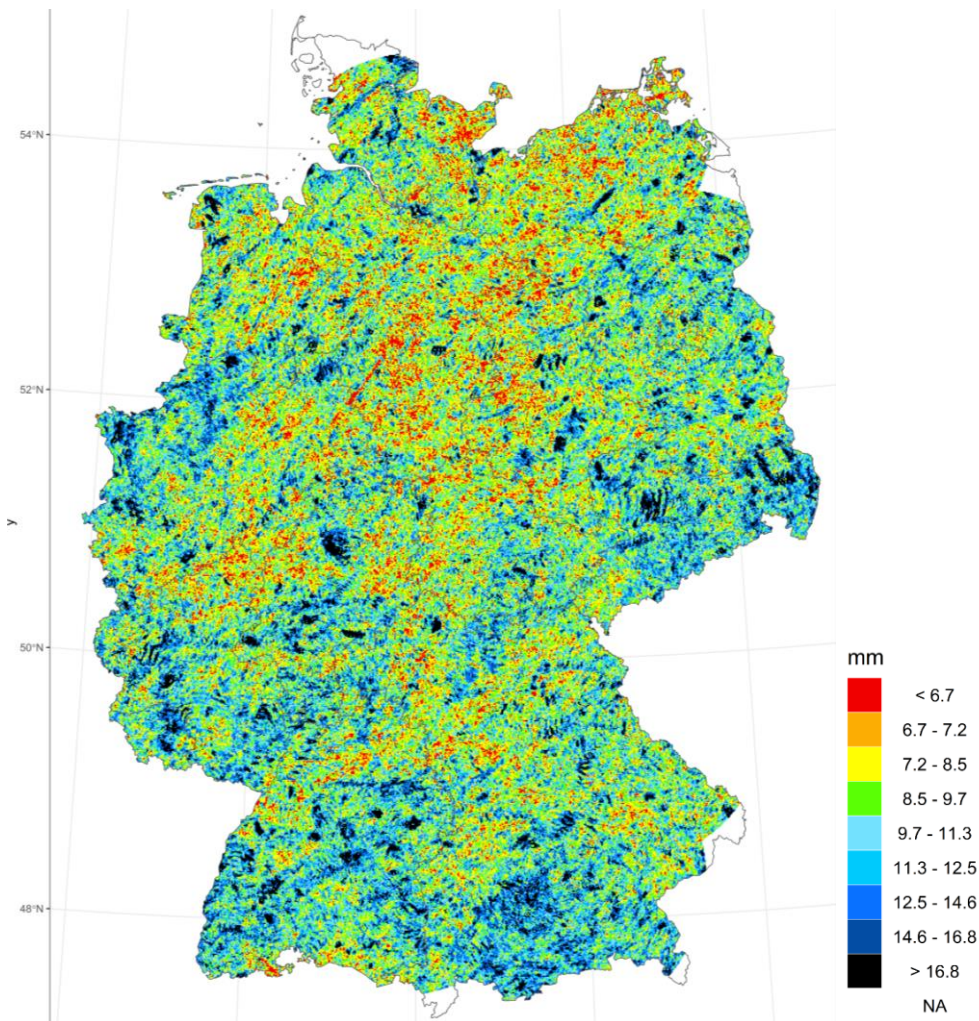 54°N
52°N
y
50°N
48°N
mm
< 6.7
6.7 - 7.2
7.2 - 8.5
8.5 - 9.7
9.7 - 11.3
11.3 - 12.5
12.5 - 14.6
14.6 - 16.8
> 16.8
NA